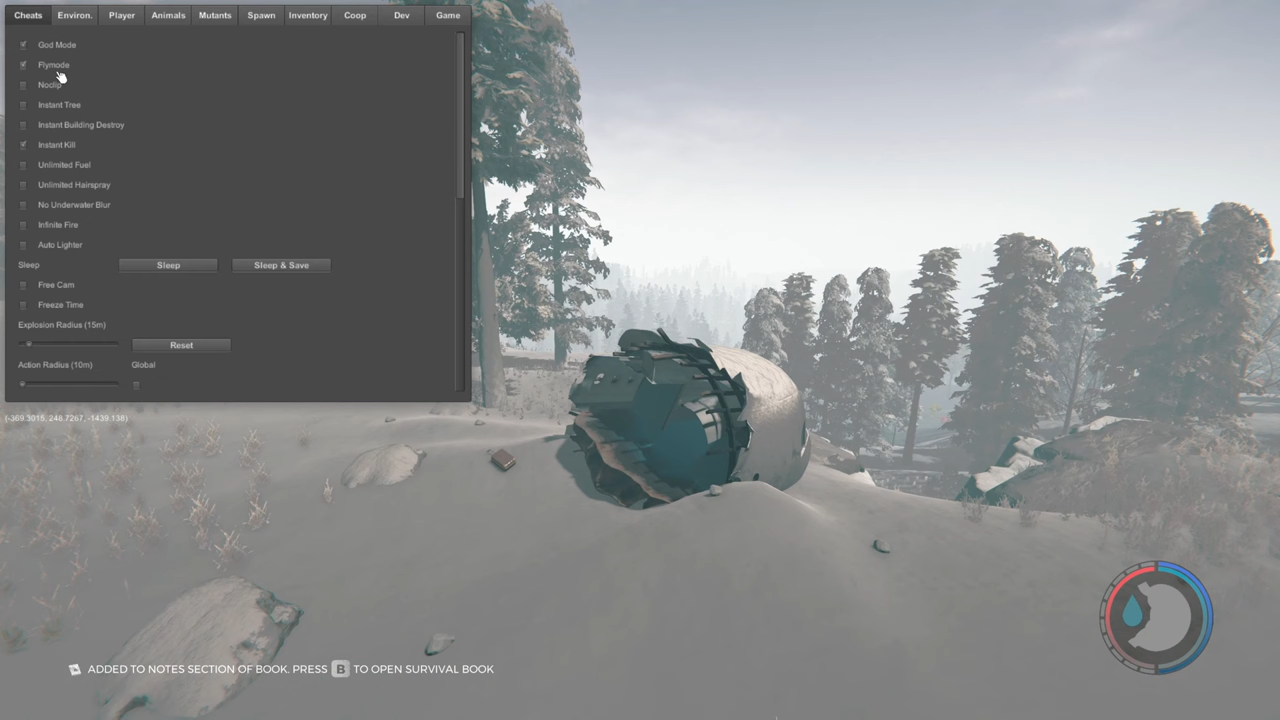 Cheats Environ. Player Animals Mutants Spawn Inventory Coop Dev Game
God Mode
Flymode
Noclip
Instant Tree
Instant Building Destroy
Instant Kill
Unlimited Fuel
Unlimited Hairspray
No Underwater Blur
Infinite Fire
Auto Lighter
Sleep Sleep Sleep & Save
Free Cam
Freeze Time
Explosion Radius (15m)
Reset
Action Radius (10m) Global
(-369.3015, 248.7267, -1439.138)
ADDED TO NOTES SECTION OF BOOK. PRESS B TO OPEN SURVIVAL BOOK